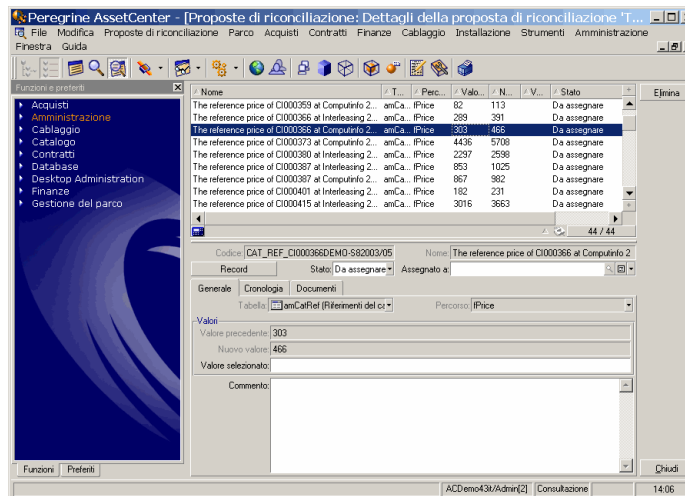 Peregrine AssetCenter - [Proposte di riconciliazione: Dettagli della proposta di riconciliazione 'T...
File Modifica Proposte di riconciliazione Parco Acquisti Contratti Finanze Cablaggio Installazione Strumenti Amministrazione
Finestra Guida
Funzioni e preferiti
Acquisti
Amministrazione
Cablaggio
Catalogo
Contratti
Database
Desktop Administration
Finanze
Gestione del parco
Funzioni Preferiti
Nome T... Perc... Valo... N... V... Stato
The reference price of CI000359 at Computinfo 2... amCa... fPrice 82 113 Da assegnare
The reference price of CI000366 at Interleasing 2... amCa... fPrice 289 391 Da assegnare
The reference price of CI000366 at Computinfo 2... amCa... fPrice 303 466 Da assegnare
The reference price of CI000373 at Computinfo 2... amCa... fPrice 4436 5708 Da assegnare
The reference price of CI000380 at Interleasing 2... amCa... fPrice 2297 2598 Da assegnare
The reference price of CI000387 at Interleasing 2... amCa... fPrice 853 1025 Da assegnare
The reference price of CI000387 at Computinfo 2... amCa... fPrice 867 982 Da assegnare
The reference price of CI000401 at Interleasing 2... amCa... fPrice 182 231 Da assegnare
The reference price of CI000415 at Interleasing 2... amCa... fPrice 3016 3663 Da assegnare
44 / 44
Elimina
Codice: CAT_REF_CI000366DEMO-S82003/05 Nome: The reference price of CI000366 at Computinfo 2
Record Stato: Da assegnare Assegnato a:
Generale Cronologia Documenti
Tabella: amCatRef (Riferimenti del ca Percorso: fPrice
Valori
Valore precedente: 303
Nuovo valore: 466
Valore selezionato:
Commento:
Chiudi
ACDemo43it/Admin[2] Consultazione 14:06